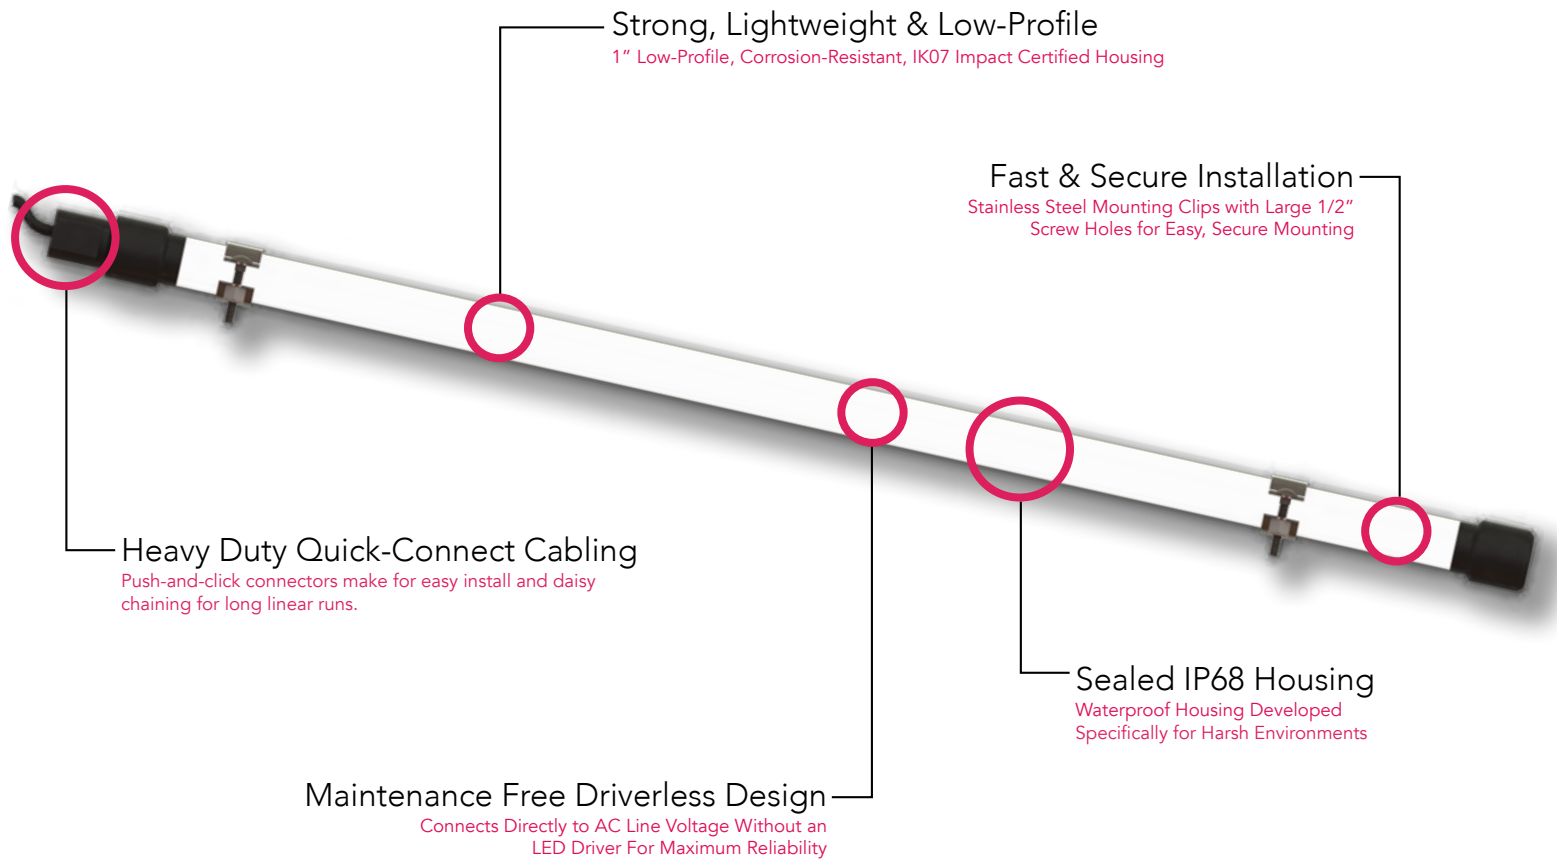 Strong, Lightweight & Low-Profile
1” Low-Profile, Corrosion-Resistant, IK07 Impact Certified Housing
Fast & Secure Installation
Stainless Steel Mounting Clips with Large 1/2”
Screw Holes for Easy, Secure Mounting
Heavy Duty Quick-Connect Cabling
Push-and-click connectors make for easy install and daisy
chaining for long linear runs.
Sealed IP68 Housing
Waterproof Housing Developed
Specifically for Harsh Environments
Maintenance Free Driverless Design
Connects Directly to AC Line Voltage Without an
LED Driver For Maximum Reliability